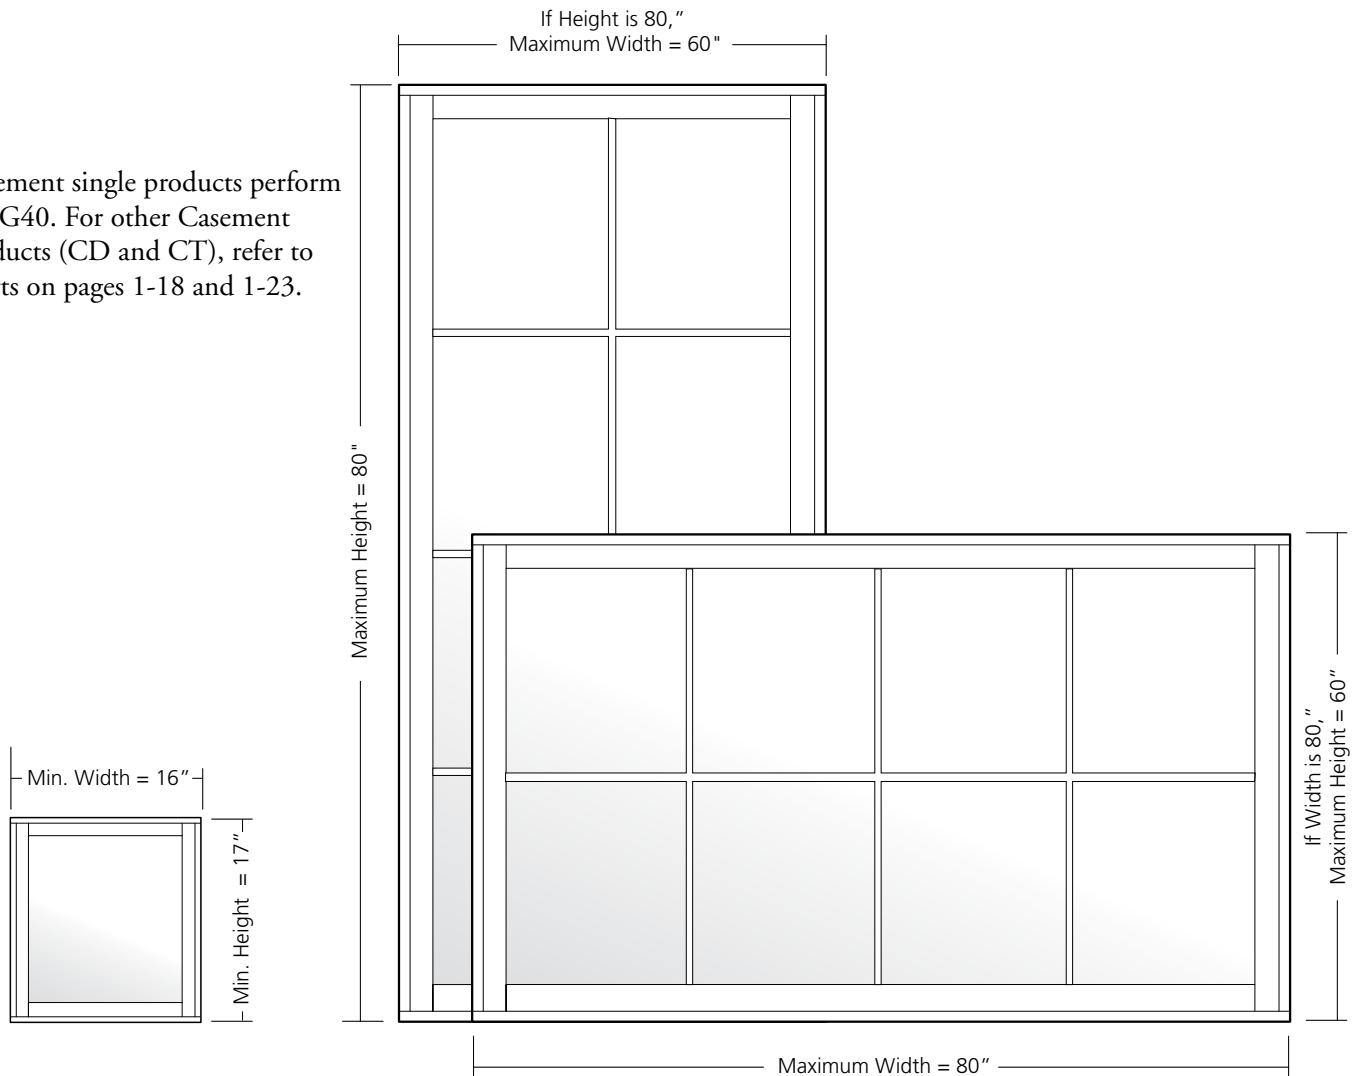 If Height is 80,”
Maximum Width = 60"
ement single products perform
G40. For other Casement
ducts (CD and CT), refer to
rts on pages 1-18 and 1-23.
Maximum Height = 80"
If Width is 80,”
Maximum Height = 60”
Min. Width = 16”
Min. Height = 17”
Maximum Width = 80”